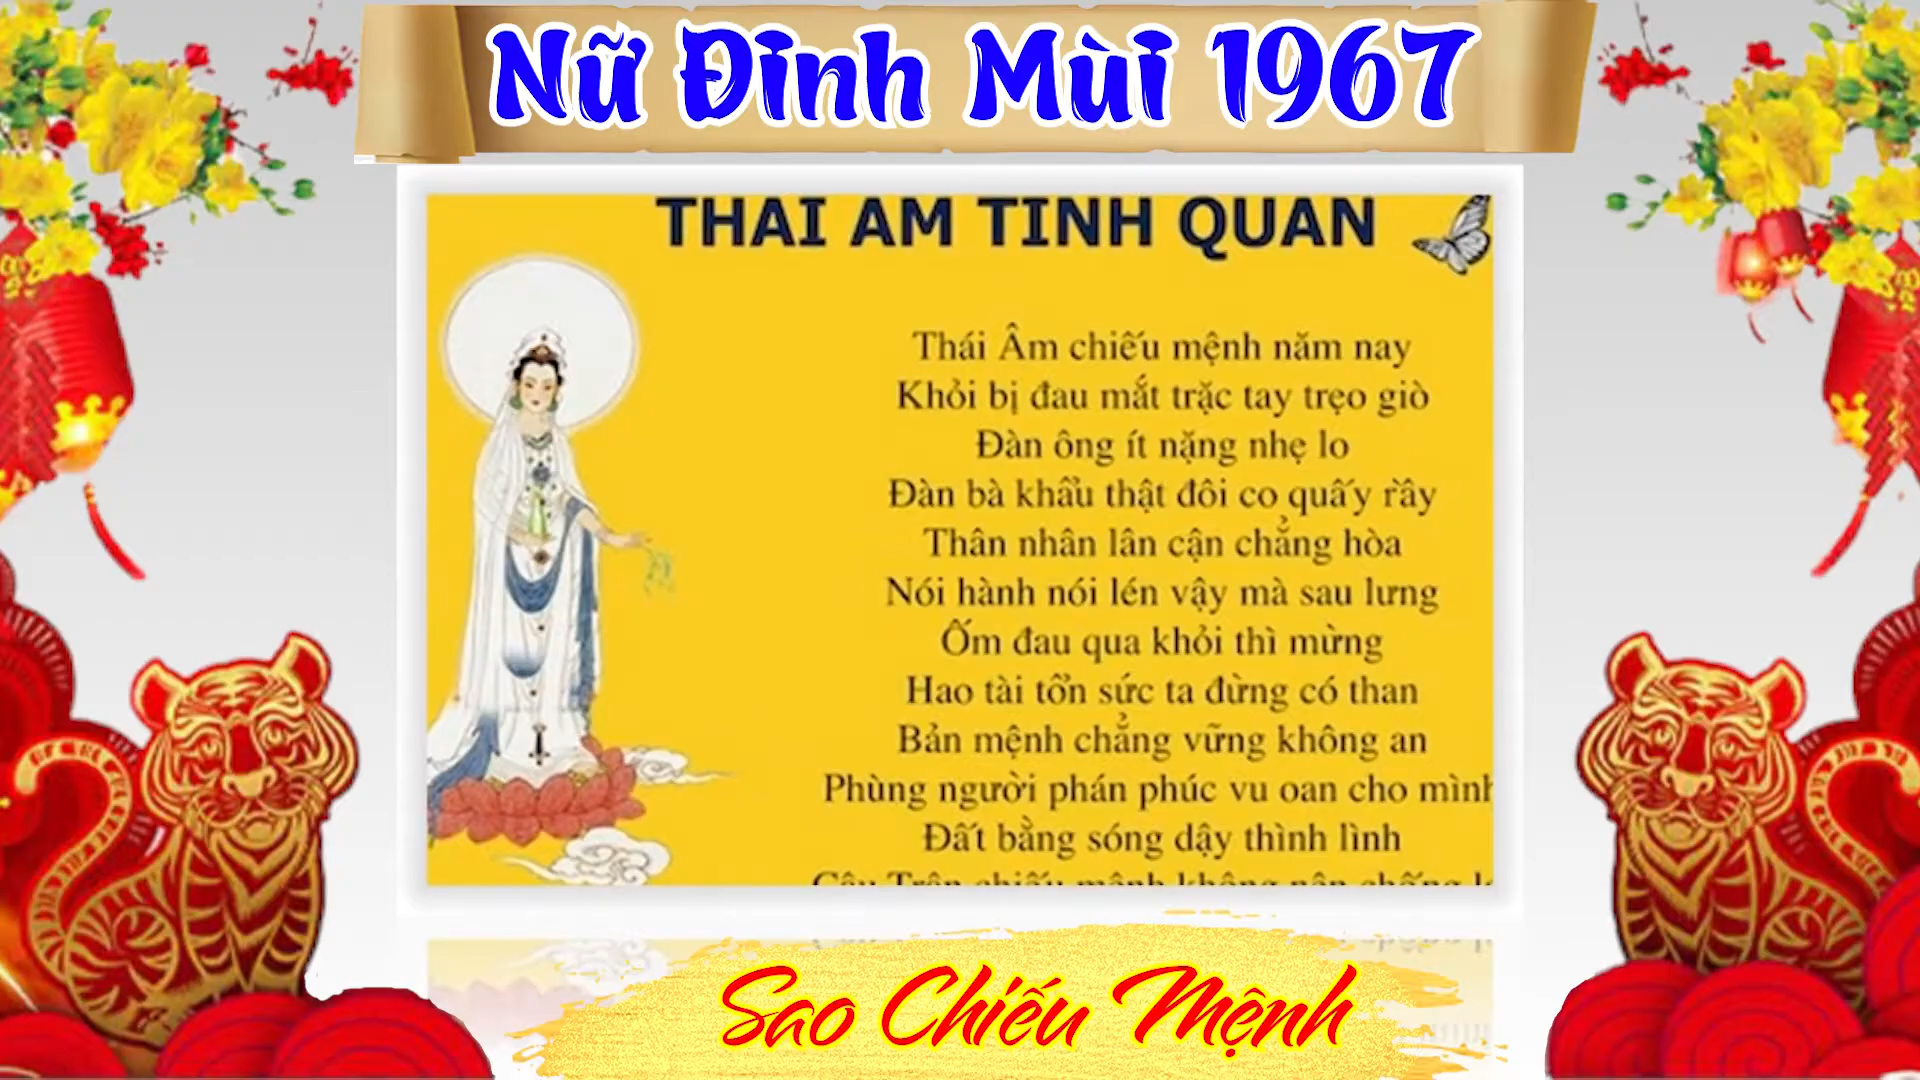 Nữ Đinh Mùi 1967
THAI AM TINH QUAN
Thái Âm chiếu mệnh năm nay
Khỏi bị đau mắt trặc tay trẹo giò
Đàn ông ít nặng nhẹ lo
Đàn bà khẩu thật đôi co quấy rầy
Thân nhân lân cận chẳng hòa
Nói hành nói lén vậy mà sau lưng
Ốm đau qua khỏi thì mừng
Hao tài tổn sức ta đừng có than
Bản mệnh chẳng vững không an
Phùng người phán phúc vu oan cho mình
Đất bằng sóng dậy thình lình
Sao Chiếu Mệnh